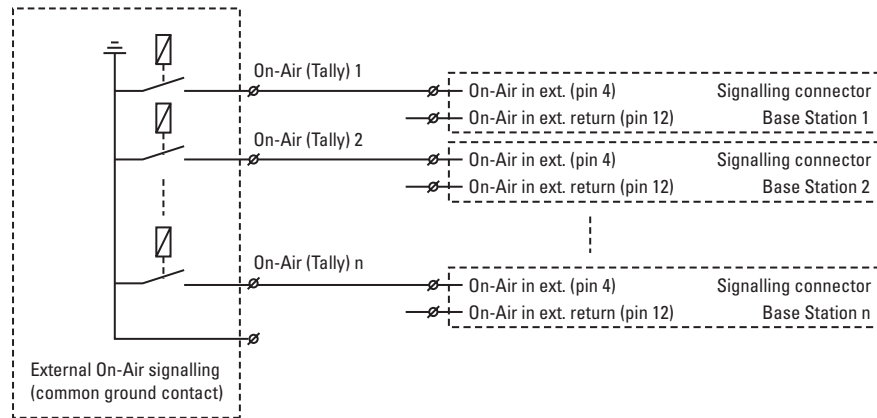 On-Air (Tally) 1
On-Air in ext. (pin 4) Signalling connector
On-Air in ext. return (pin 12) Base Station 1
On-Air (Tally) 2
On-Air in ext. (pin 4) Signalling connector
On-Air in ext. return (pin 12) Base Station 2
On-Air (Tally) n
On-Air in ext. (pin 4) Signalling connector
On-Air in ext. return (pin 12) Base Station n
External On-Air signalling
(common ground contact)